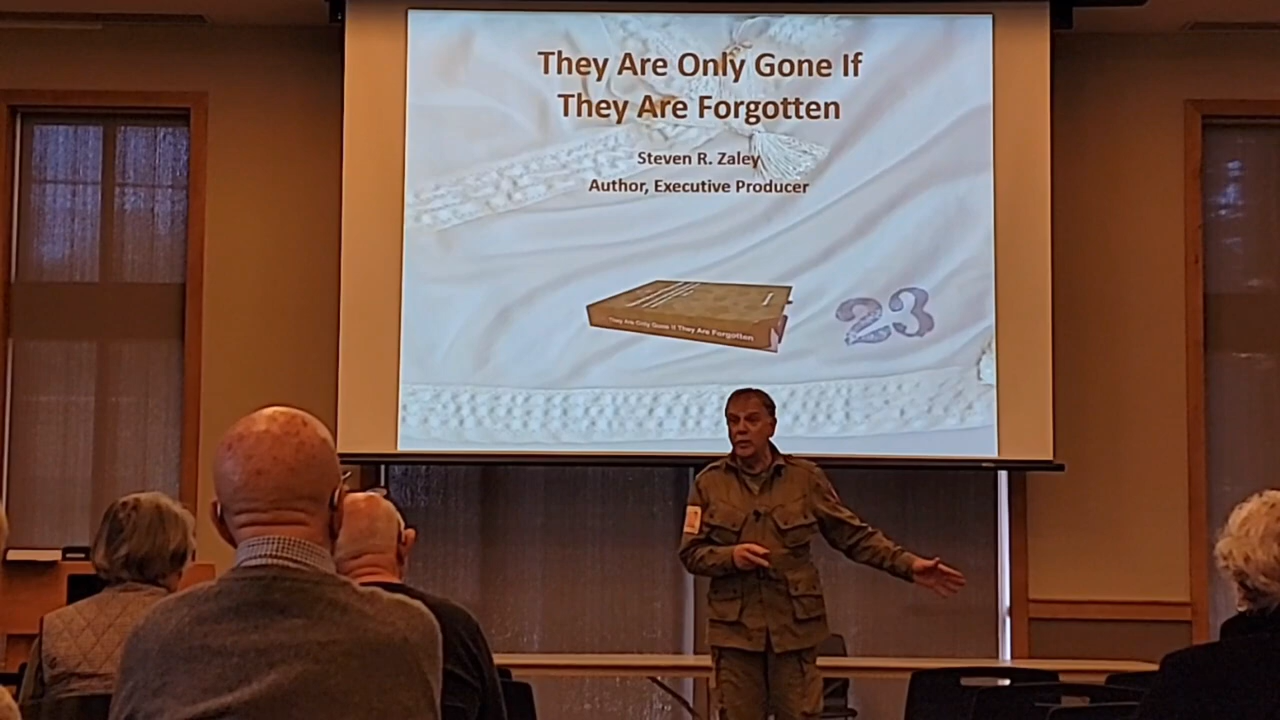 They Are Only Gone If
They Are Forgotten
Steven R. Zaley
Author, Executive Producer
They Are Only Gone If They Are Forgotten
23